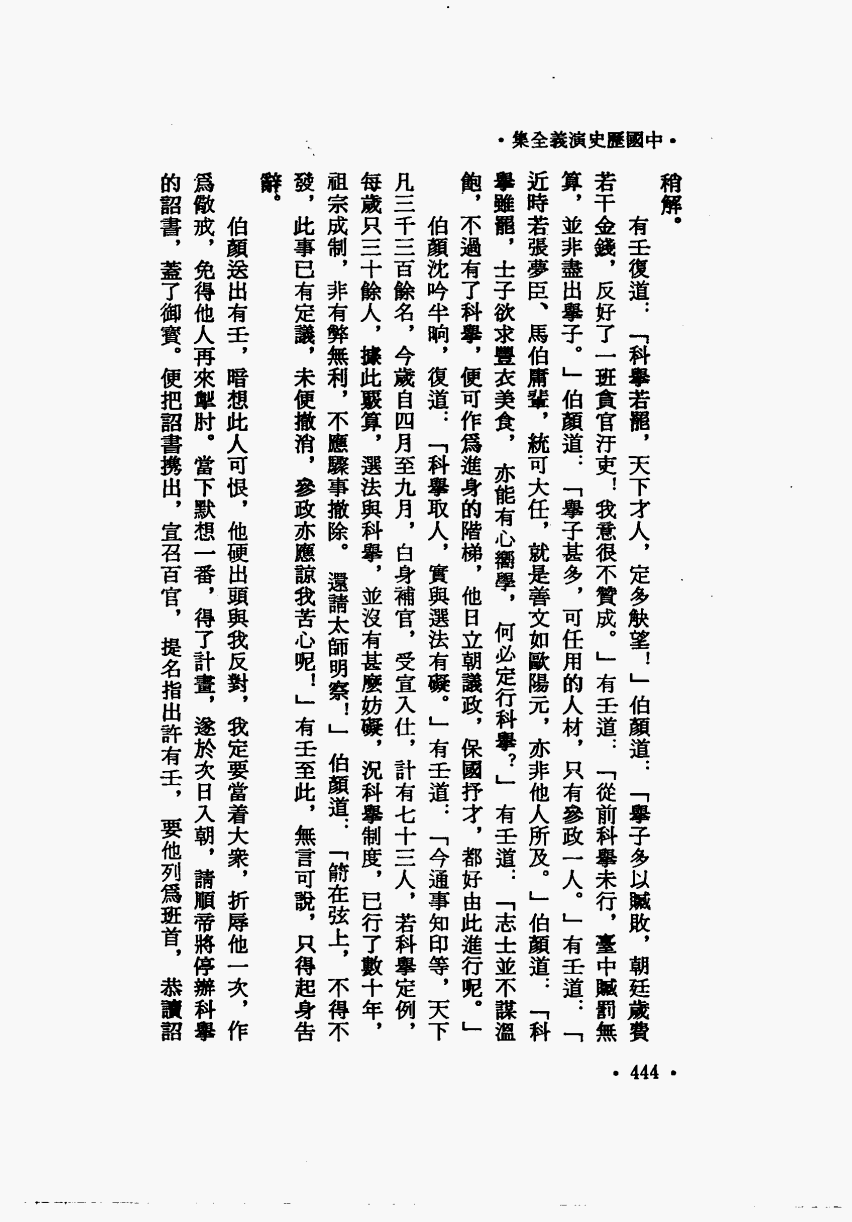 ·中國歷史演義全集·
稍解。
有壬復道:「科舉若罷,天下才人,定多觖望!」伯顏道:「舉子多以贓敗,朝廷歲費
若干金錢,反好了一班貪官汙吏!我意很不贊成。」有壬道:「從前科舉未行,臺中贓罰無
算,並非盡出舉子。」伯顏道:「舉子甚多,可任用的人材,只有參政一人。」有壬道:「
近時若張夢臣、馬伯庸輩,統可大任,就是善文如歐陽元,亦非他人所及。」伯顏道:「科
舉雖罷,士子欲求豐衣美食,亦能有心嚮學,何必定行科舉?」有壬道:「志士並不謀溫
飽,不過有了科舉,便可作爲進身的階梯,他日立朝議政,保國抒才,都好由此進行呢。」
伯顏沈吟半晌,復道:「科舉取人,實與選法有礙。」有壬道:「今通事知印等,天下
凡三千三百餘名,今歲自四月至九月,白身補官,受宣入仕,計有七十三人,若科舉定例,
每歲只三十餘人,據此覈算,選法與科舉,並沒有甚麼妨礙,況科舉制度,已行了數十年,
祖宗成制,非有弊無利,不應驟事撤除。還請太師明察!」伯顏道:「箭在弦上,不得不
發,此事已有定議,未便撤消,參政亦應諒我苦心呢!」有壬至此,無言可說,只得起身告
辭。
伯顏送出有壬,暗想此人可恨,他硬出頭與我反對,我定要當着大衆,折辱他一次,作
爲儆戒,免得他人再來掣肘。當下默想一番,得了計畫,遂於次日入朝,請順帝將停辦科舉
的詔書,蓋了御寶。便把詔書携出,宣召百官,提名指出許有壬,要他列爲班首,恭讀詔
·444·